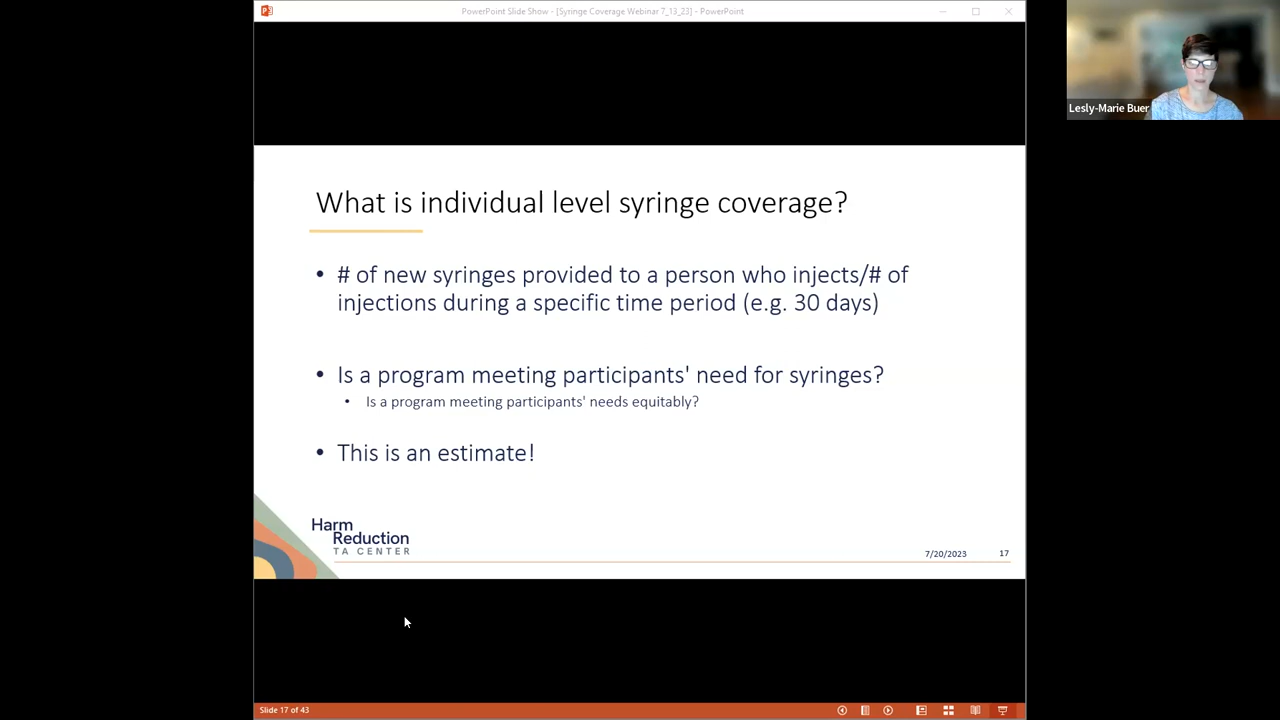 PowerPoint Slide Show - [Syringe Coverage Webinar 7_13_23] - PowerPoint
Lesly-Marie Buer
What is individual level syringe coverage?
• # of new syringes provided to a person who injects/# of
injections during a specific time period (e.g. 30 days)
• Is a program meeting participants' need for syringes?
• Is a program meeting participants' needs equitably?
• This is an estimate!
Harm
Reduction
TA CENTER
7/20/2023 17
Slide 17 of 43